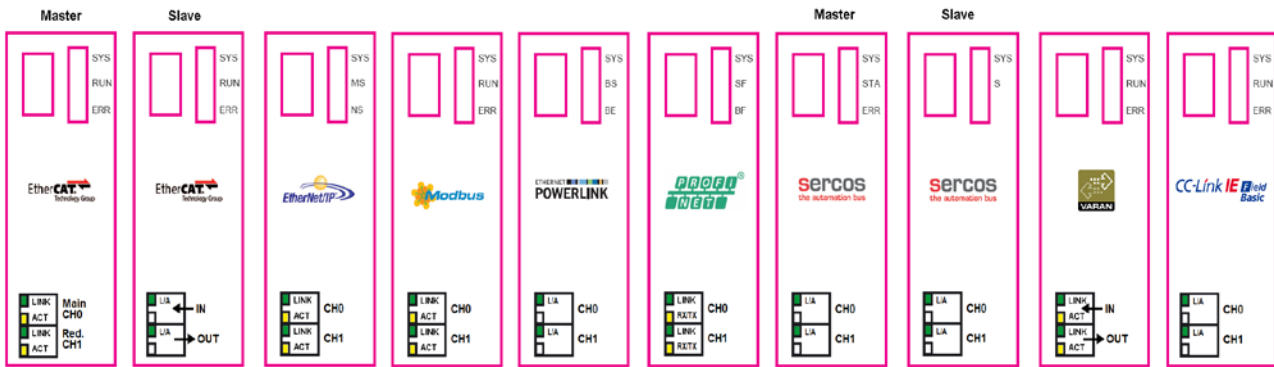 Master
Slave
Master
Slave
SYS
RUN
ERR
EtherCAT
Technology Group
LINK
ACT
Main
CH0
LINK
ACT
Red.
CH1
SYS
RUN
ERR
EtherCAT
Technology Group
L/A
IN
L/A
OUT
SYS
MS
NS
EtherNet/IP
LINK
ACT
CH0
LINK
ACT
CH1
SYS
RUN
ERR
Modbus
LINK
ACT
CH0
LINK
ACT
CH1
SYS
BS
BE
ETHERNET
POWERLINK
L/A
CH0
L/A
CH1
SYS
SF
BF
PROFI
NET®
LINK
RX/TX
CH0
LINK
RX/TX
CH1
SYS
STA
ERR
sercos
the automation bus
L/A
CH0
L/A
CH1
SYS
S
sercos
the automation bus
L/A
CH0
L/A
CH1
SYS
RUN
ERR
VARAN
LINK
ACT
IN
LINK
ACT
OUT
SYS
RUN
ERR
CC-Link IE Field
Basic
L/A
CH0
L/A
CH1